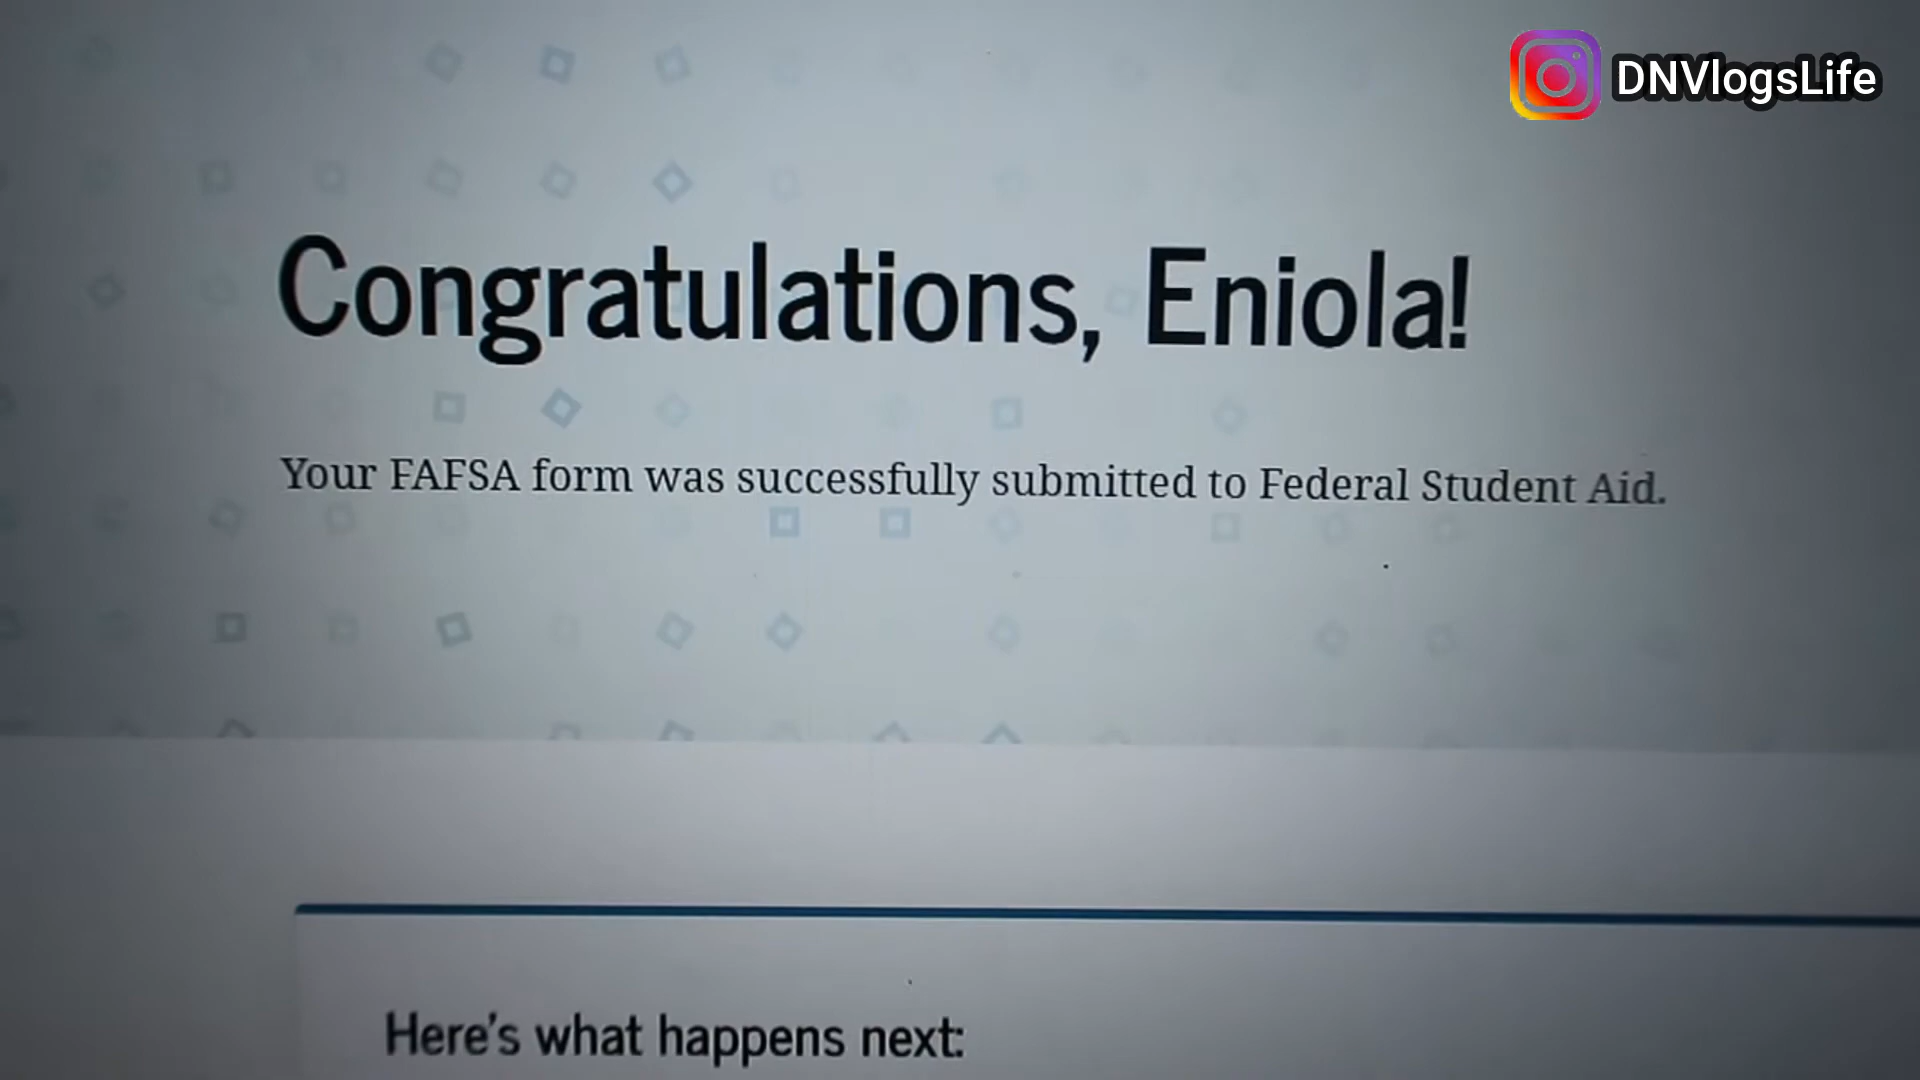 DNVlogsLife
Congratulations, Eniola!
Your FAFSA form was successfully submitted to Federal Student Aid.
Here's what happens next: